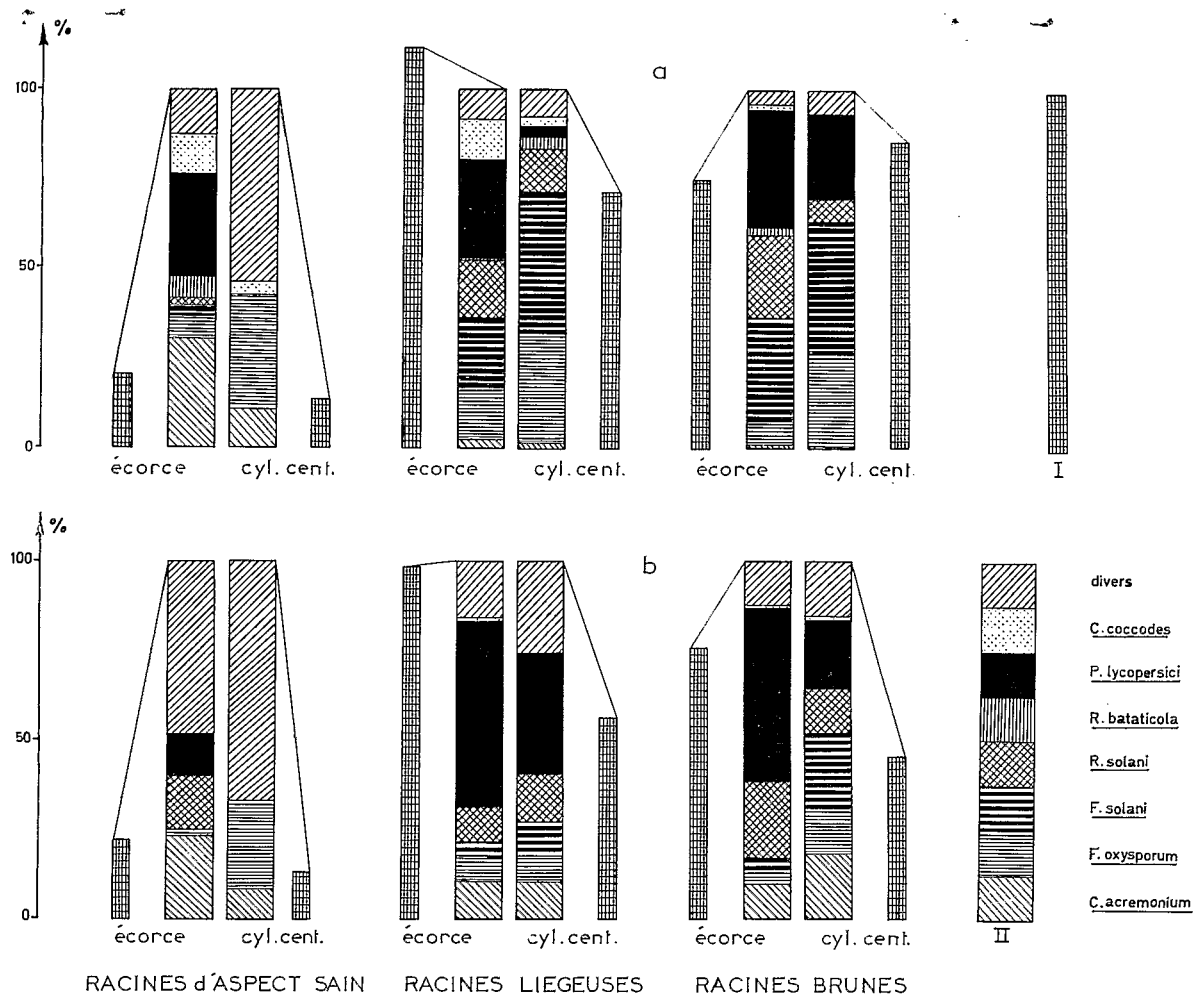 %
a
100
50
0
écorce cyl. cent.
écorce cyl. cent.
écorce cyl. cent.
I
%
b
100
50
0
divers
C. coccodes
P. lycopersici
R. bataticola
R. solani
F. solani
F. oxysporum
C. acremonium
écorce cyl. cent.
écorce cyl. cent.
écorce cyl. cent.
II
RACINES d'ASPECT SAIN RACINES LIEGEUSES RACINES BRUNES